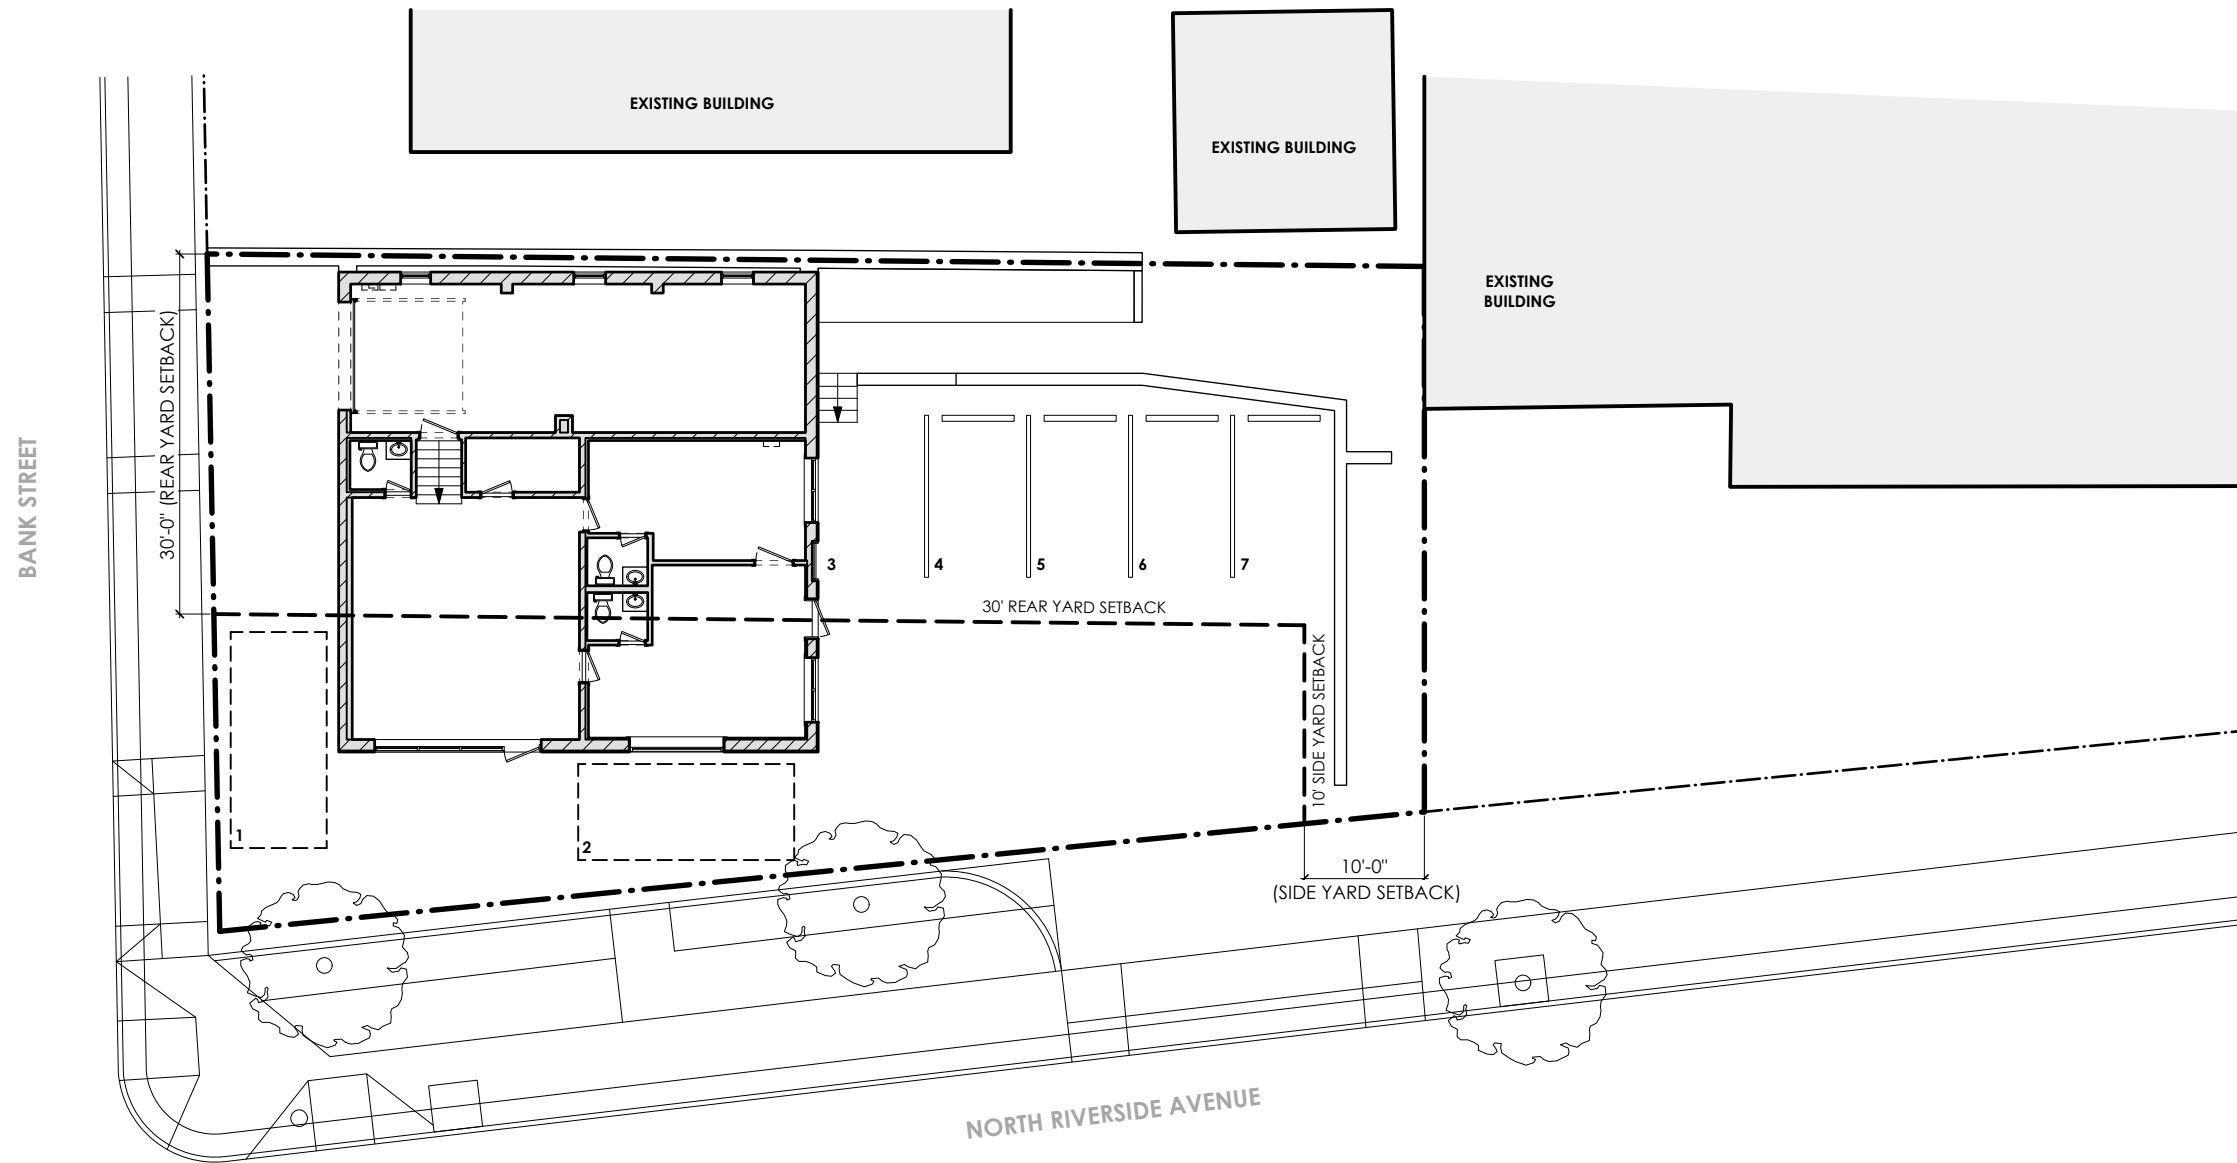 EXISTING BUILDING
EXISTING BUILDING
EXISTING
BUILDING
30'-0" (REAR YARD SETBACK)
BANK STREET
3
4
5
6
7
30' REAR YARD SETBACK
10' SIDE YARD SETBACK
1
2
10'-0"
(SIDE YARD SETBACK)
NORTH RIVERSIDE AVENUE